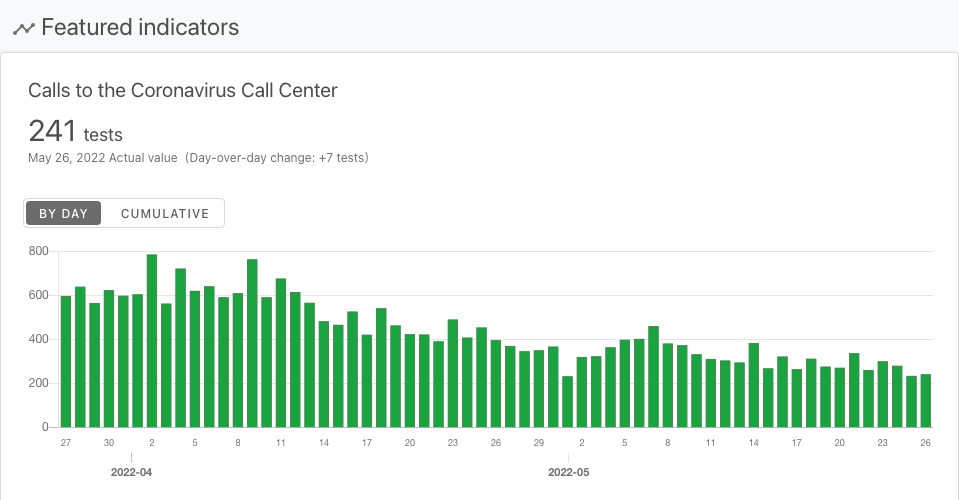 Featured indicators
Calls to the Coronavirus Call Center
241 tests
May 26, 2022 Actual value (Day-over-day change: +7 tests)
BY DAY CUMULATIVE
800
600
400
200
0
27 30 2 5 8 11 14 17 20 23 26 29 2 5 8 11 14 17 20 23 26
2022-04 2022-05